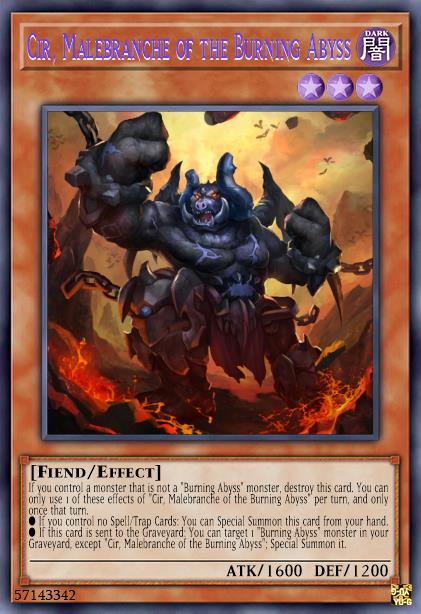 Cir, Malebranche of the Burning Abyss
DARK
闇
[Fiend/Effect]
If you control a monster that is not a "Burning Abyss" monster, destroy this card. You can
only use 1 of these effects of "Cir, Malebranche of the Burning Abyss" per turn, and only
once that turn.
● If you control no Spell/Trap Cards: You can Special Summon this card from your hand.
● If this card is sent to the Graveyard: You can target 1 "Burning Abyss" monster in your
Graveyard, except "Cir, Malebranche of the Burning Abyss"; Special Summon it.
ATK/1600 DEF/1200
57143342